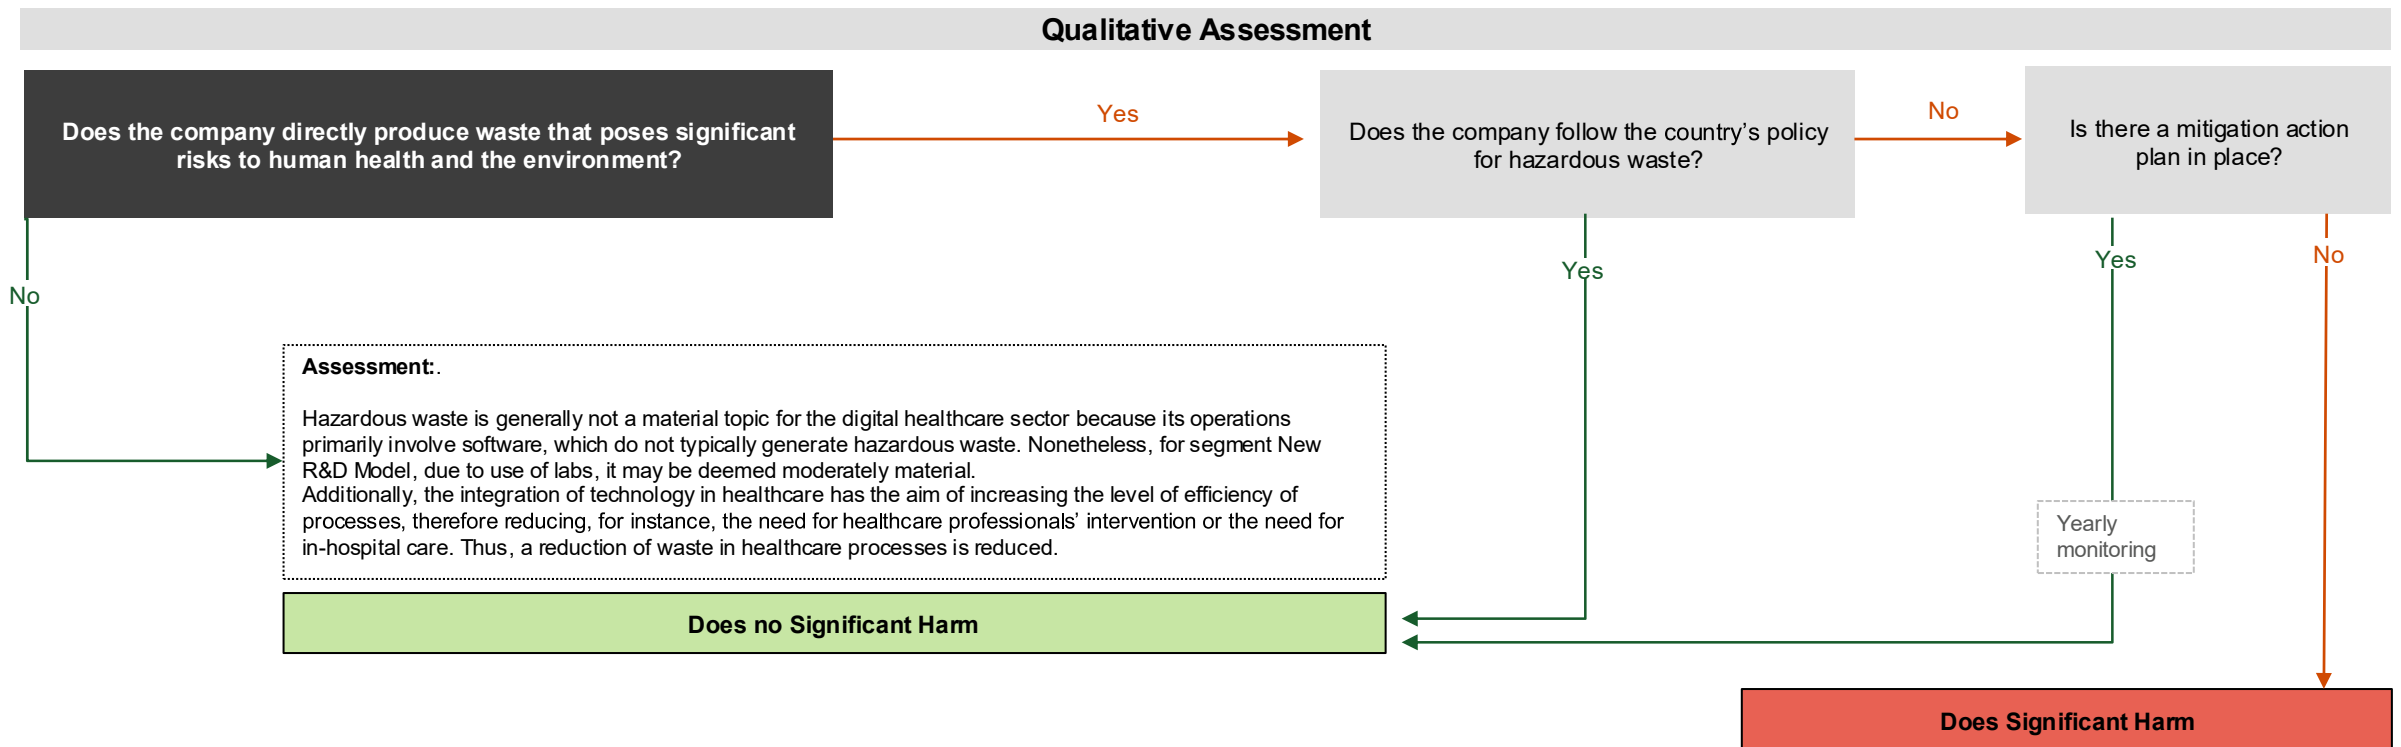 Qualitative Assessment
Does the company directly produce waste that poses significant
risks to human health and the environment?
Yes
Does the company follow the country’s policy
for hazardous waste?
No
Is there a mitigation action
plan in place?
No
Yes
Yes
No
Assessment:.
Hazardous waste is generally not a material topic for the digital healthcare sector because its operations
primarily involve software, which do not typically generate hazardous waste. Nonetheless, for segment New
R&D Model, due to use of labs, it may be deemed moderately material.
Additionally, the integration of technology in healthcare has the aim of increasing the level of efficiency of
processes, therefore reducing, for instance, the need for healthcare professionals’ intervention or the need for
in-hospital care. Thus, a reduction of waste in healthcare processes is reduced.
Yearly
monitoring
Does no Significant Harm
Does Significant Harm